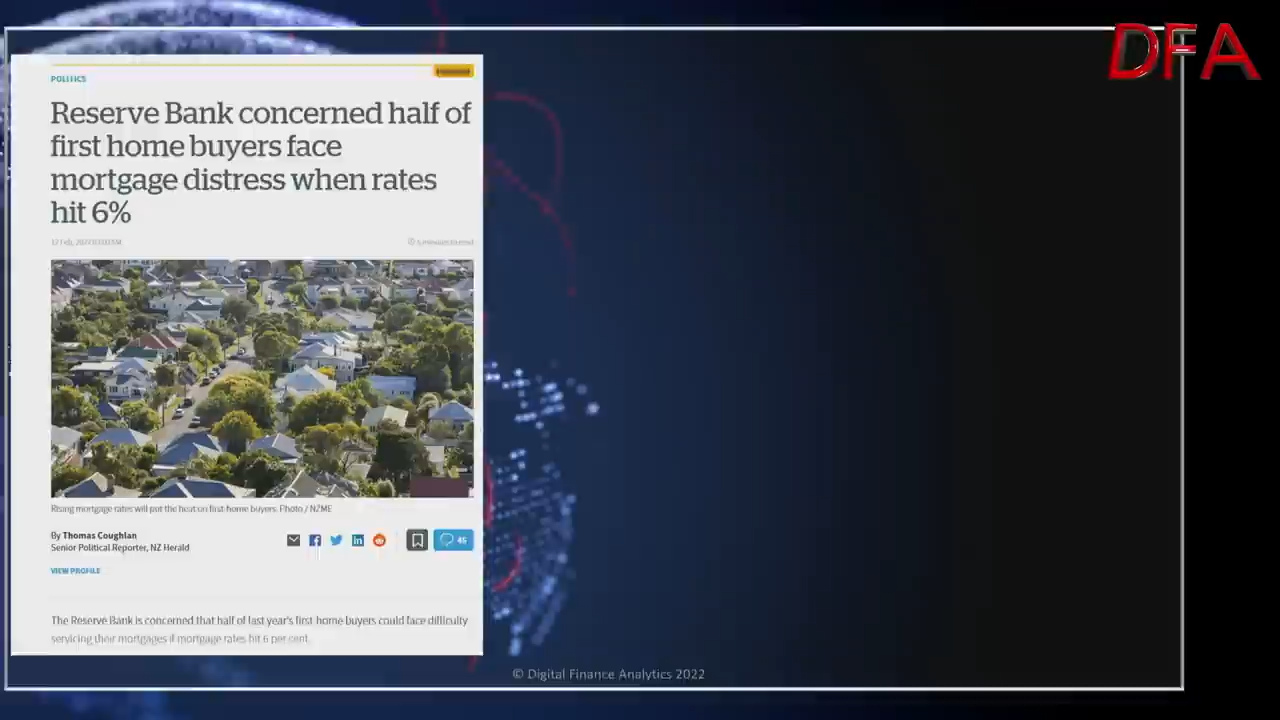 DFA
POLITICS
Reserve Bank concerned half of
first home buyers face
mortgage distress when rates
hit 6%
Rising mortgage rates will put the heat on first-home buyers. Photo / NZME
By Thomas Coughlan
Senior Political Reporter, NZ Herald
45
VIEW PROFILE
The Reserve Bank is concerned that half of last year's first home buyers could face difficulty
servicing their mortgages if mortgage rates hit 6 per cent.
© Digital Finance Analytics 2022